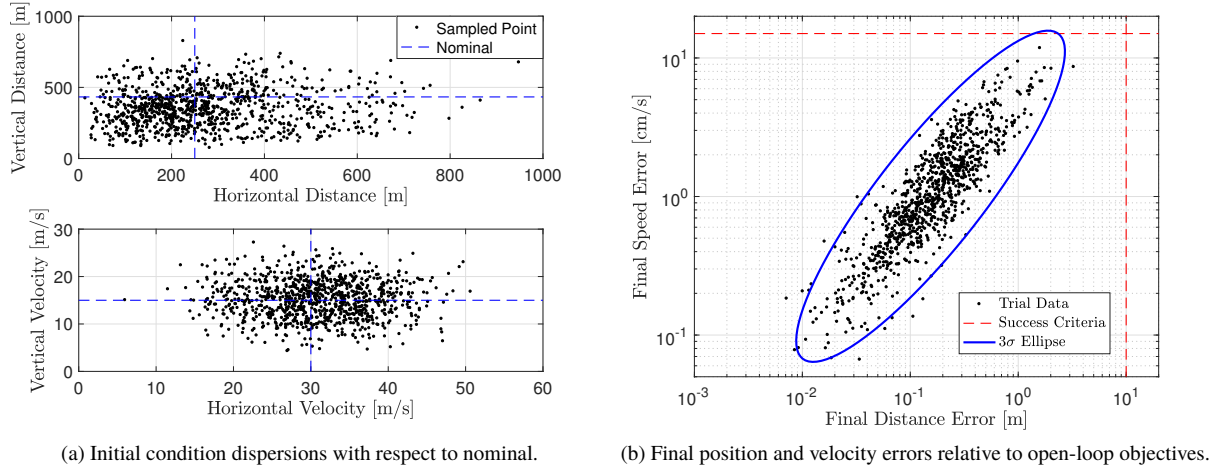 1000
500
0
Vertical Distance [m]
Sampled Point
Nominal
0 200 400 600 800 1000
Horizontal Distance [m]
30
20
10
0
Vertical Velocity [m/s]
0 10 20 30 40 50 60
Horizontal Velocity [m/s]
(a) Initial condition dispersions with respect to nominal.
10^1
10^0
10^-1
Final Speed Error [cm/s]
Trial Data
Success Criteria
3σ Ellipse
10^-3 10^-2 10^-1 10^0 10^1
Final Distance Error [m]
(b) Final position and velocity errors relative to open-loop objectives.